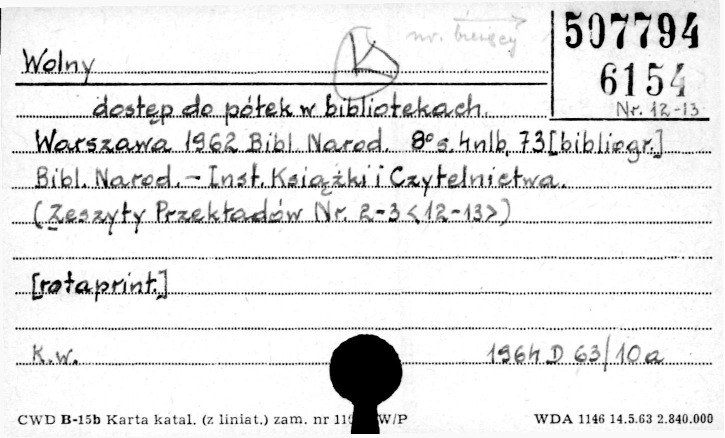 nr. bieżący
507794
Wolny K
6154
Nr. 12-13
dostęp do półek w bibliotekach.
Warszawa 1962 Bibl. Narod. 8° s. 4nlb, 73 [bibliogr.]
Bibl. Narod. - Inst. Książki i Czytelnictwa.
(Zeszyty Przekładów Nr. 2-3 <12-13>)
[rotaprint.]
K.w. 1964 D 63/10a
CWD B-15b Karta katal. (z liniat.) zam. nr 11 W/P WDA 1146 14.5.63 2.840.000